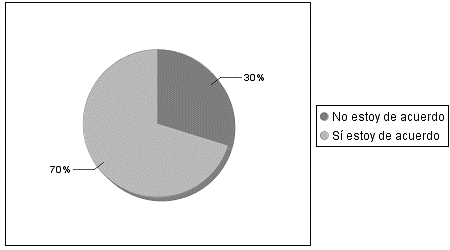 30%
70%
No estoy de acuerdo
Sí estoy de acuerdo